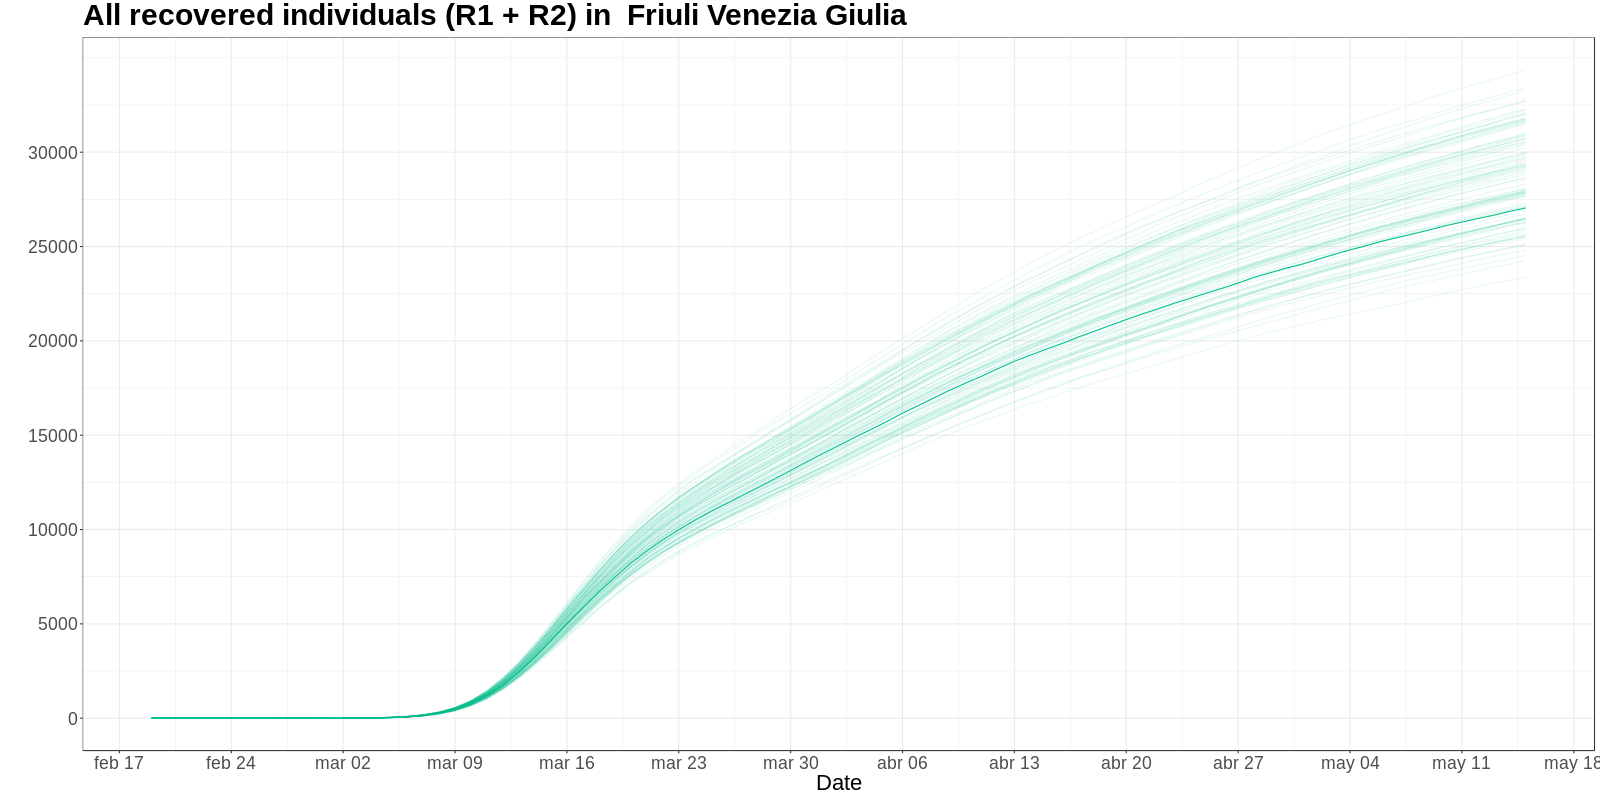 All recovered individuals (R1 + R2) in  Friuli Venezia Giulia
30000
25000
20000
15000
10000
5000
0
feb 17 feb 24 mar 02 mar 09 mar 16 mar 23 mar 30 abr 06 abr 13 abr 20 abr 27 may 04 may 11 may 18
Date